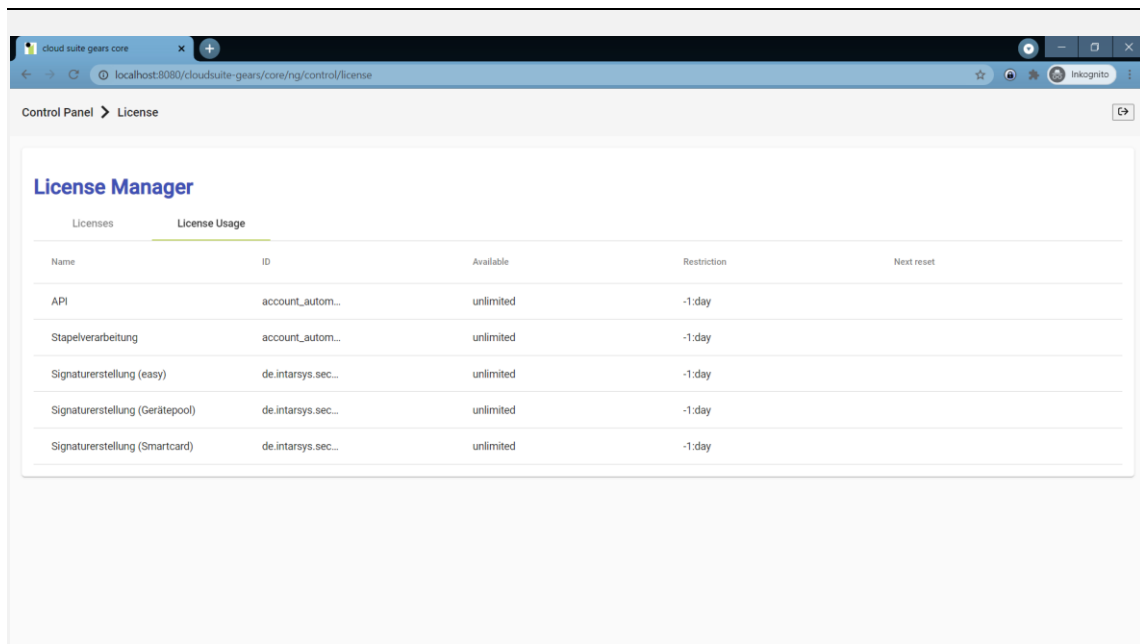 cloud suite gears core
localhost:8080/cloudsuite-gears/core/ng/control/license
Inkognito
Control Panel License
License Manager
Licenses License Usage
Name ID Available Restriction Next reset
API account_autom... unlimited -1:day
Stapelverarbeitung account_autom... unlimited -1:day
Signaturerstellung (easy) de.intarsys.sec... unlimited -1:day
Signaturerstellung (Gerätepool) de.intarsys.sec... unlimited -1:day
Signaturerstellung (Smartcard) de.intarsys.sec... unlimited -1:day